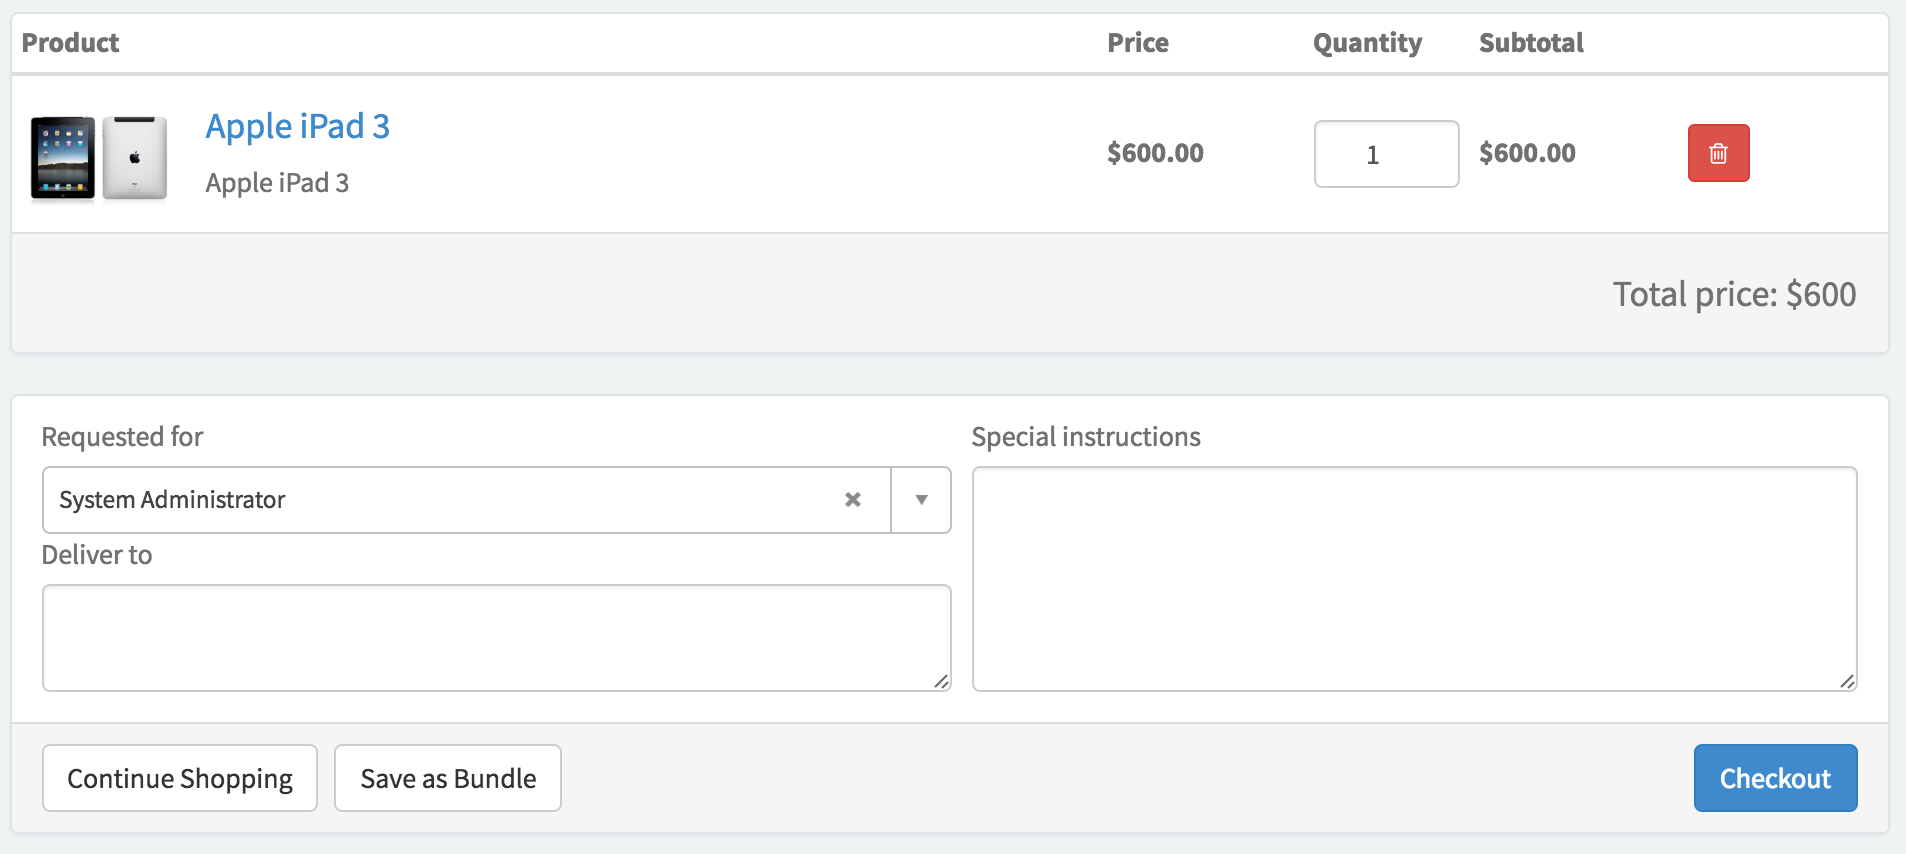 Product Price Quantity Subtotal
Apple iPad 3
Apple iPad 3
$600.00 1 $600.00
Total price: $600
Requested for
System Administrator
Deliver to
Special instructions
Continue Shopping Save as Bundle Checkout